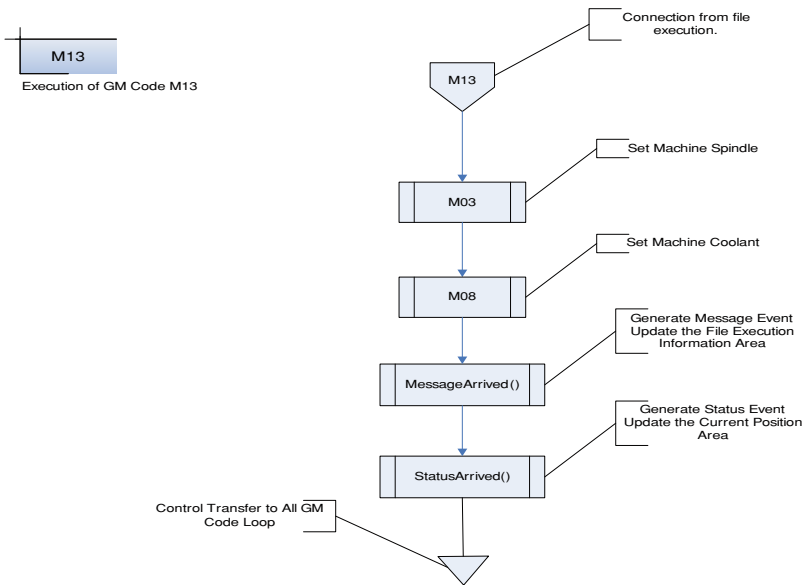 M13
Execution of GM Code M13
Connection from file
execution.
M13
Set Machine Spindle
M03
Set Machine Coolant
M08
Generate Message Event
Update the File Execution
Information Area
MessageArrived()
Generate Status Event
Update the Current Position
Area
StatusArrived()
Control Transfer to All GM
Code Loop